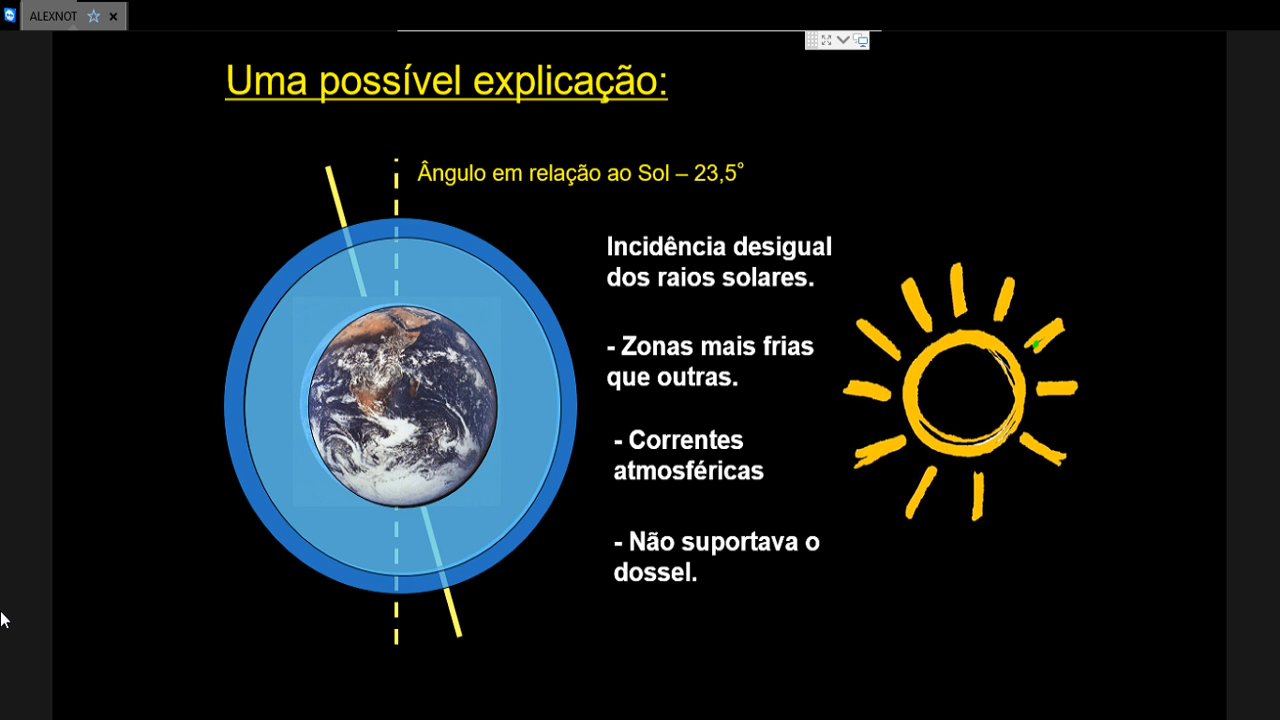 ALEXNOT
Uma possível explicação:
Ângulo em relação ao Sol – 23,5°
Incidência desigual
dos raios solares.
- Zonas mais frias
que outras.
- Correntes
atmosféricas
- Não suportava o
dossel.